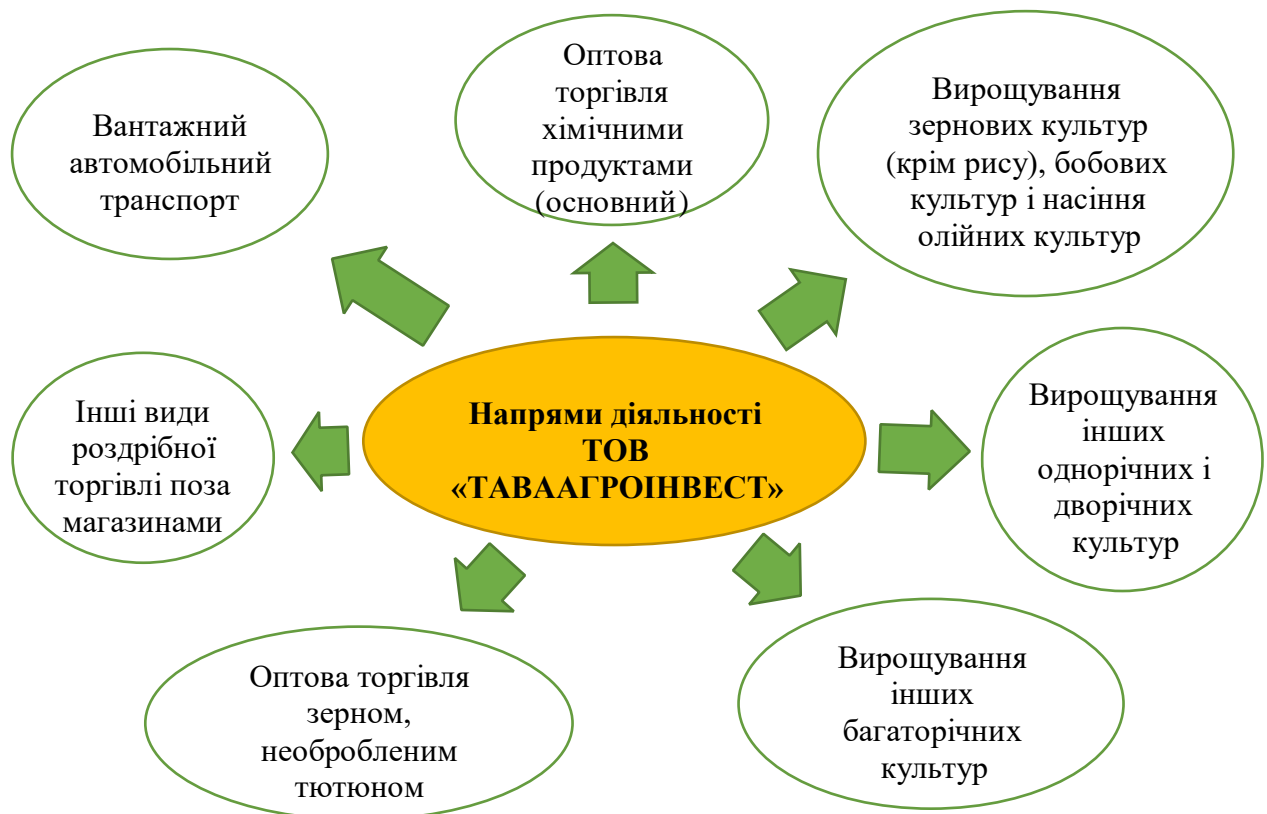 Вантажний
автомобільний
транспорт
Оптова
торгівля
хімічними
продуктами
(основний)
Вирощування
зернових культур
(крім рису), бобових
культур і насіння
олійних культур
Інші види
роздрібної
торгівлі поза
магазинами
Напрями діяльності
ТОВ
«ТАВААГРОІНВЕСТ»
Вирощування
інших
однорічних і
дворічних
культур
Оптова торгівля
зерном,
необробленим
тютюном
Вирощування
інших
багаторічних
культур